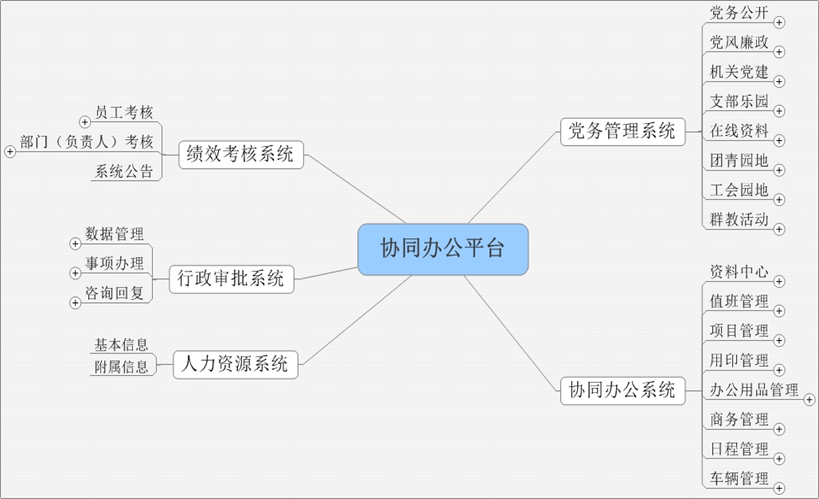 协同办公平台
绩效考核系统
员工考核
部门（负责人）考核
系统公告
行政审批系统
数据管理
事项办理
咨询回复
人力资源系统
基本信息
附属信息
党务管理系统
党务公开
党风廉政
机关党建
支部乐园
在线资料
团青园地
工会园地
群教活动
协同办公系统
资料中心
值班管理
项目管理
用印管理
办公用品管理
商务管理
日程管理
车辆管理